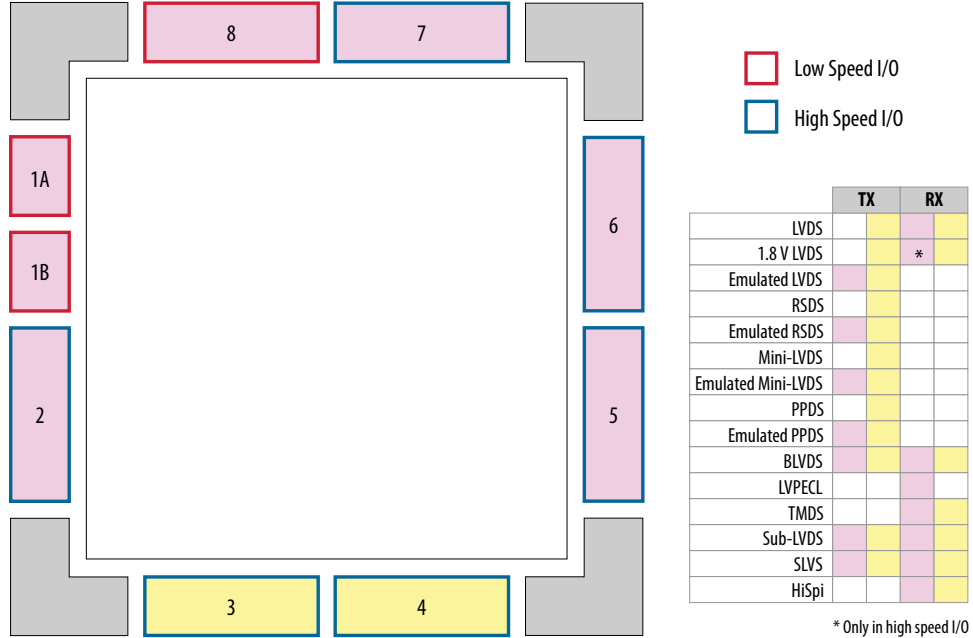 8
7
Low Speed I/O
High Speed I/O
1A
6
1B
2
5
3
4
TX RX
LVDS
1.8 V LVDS *
Emulated LVDS
RSDS
Emulated RSDS
Mini-LVDS
Emulated Mini-LVDS
PPDS
Emulated PPDS
BLVDS
LVPECL
TMDS
Sub-LVDS
SLVS
HiSpi
* Only in high speed I/O